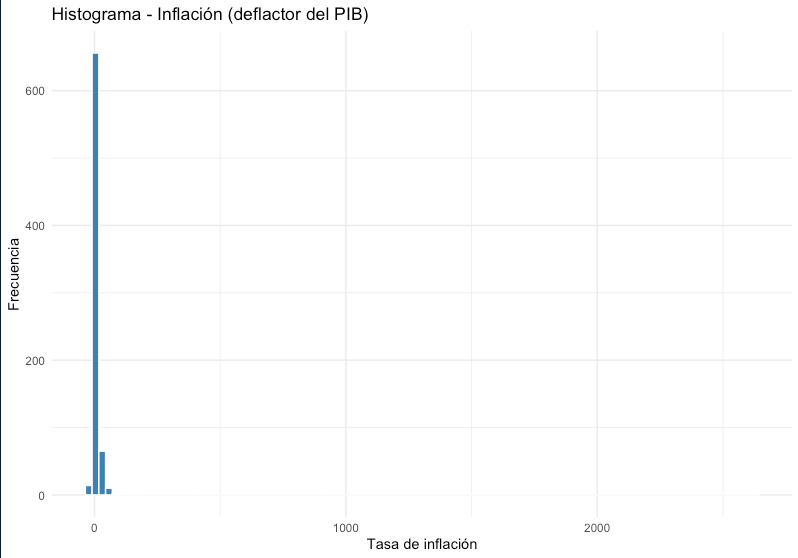 Histograma - Inflación (deflactor del PIB)
600
400
200
0
Frecuencia
0
1000
2000
Tasa de inflación